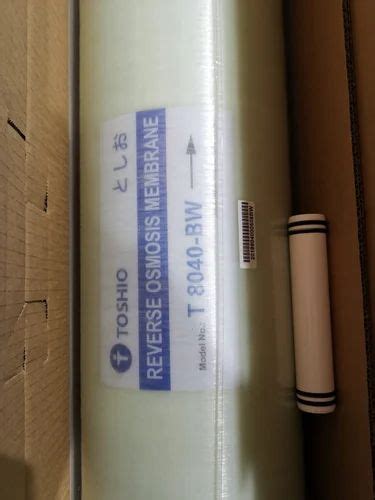 としお
TOSHIO
REVERSE OSMOSIS MEMBRANE
Model No.: T 8040-BW